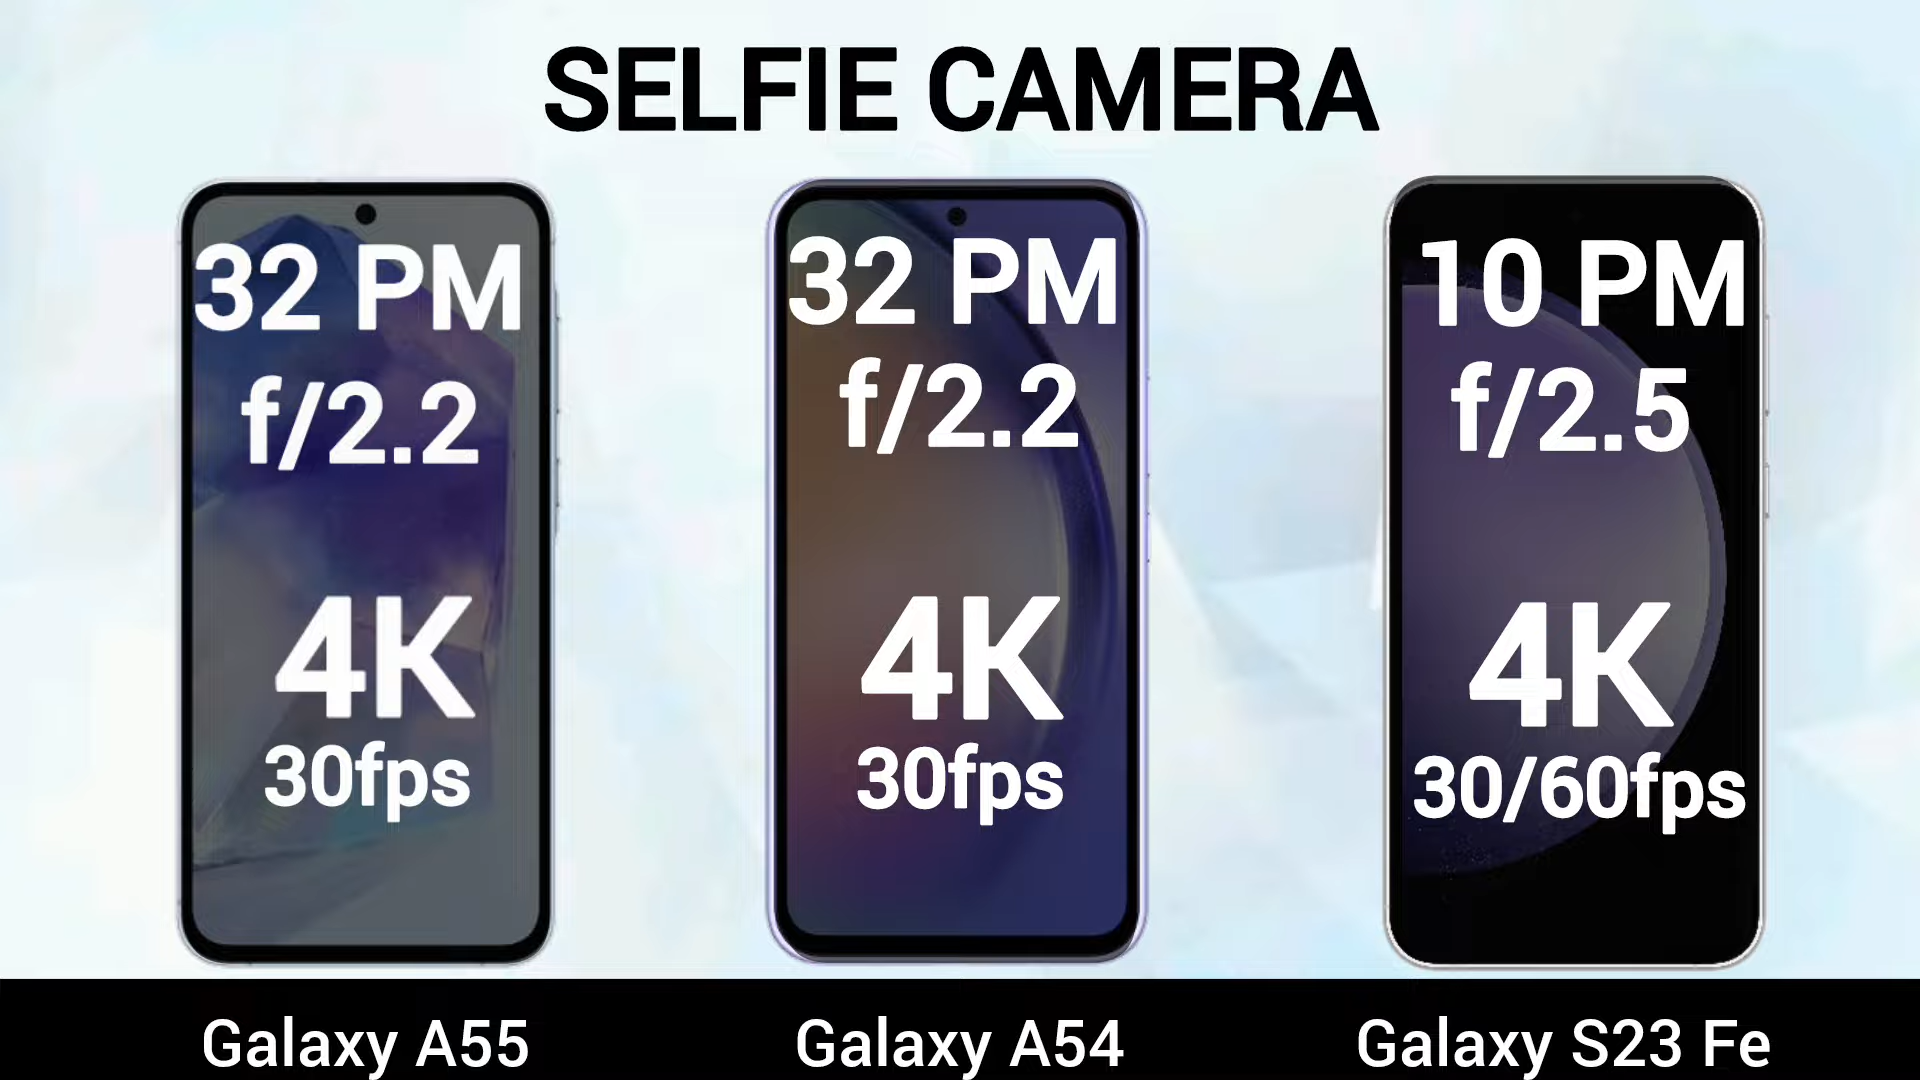 SELFIE CAMERA
32 PM
f/2.2
4K
30fps
Galaxy A55
32 PM
f/2.2
4K
30fps
Galaxy A54
10 PM
f/2.5
4K
30/60fps
Galaxy S23 Fe